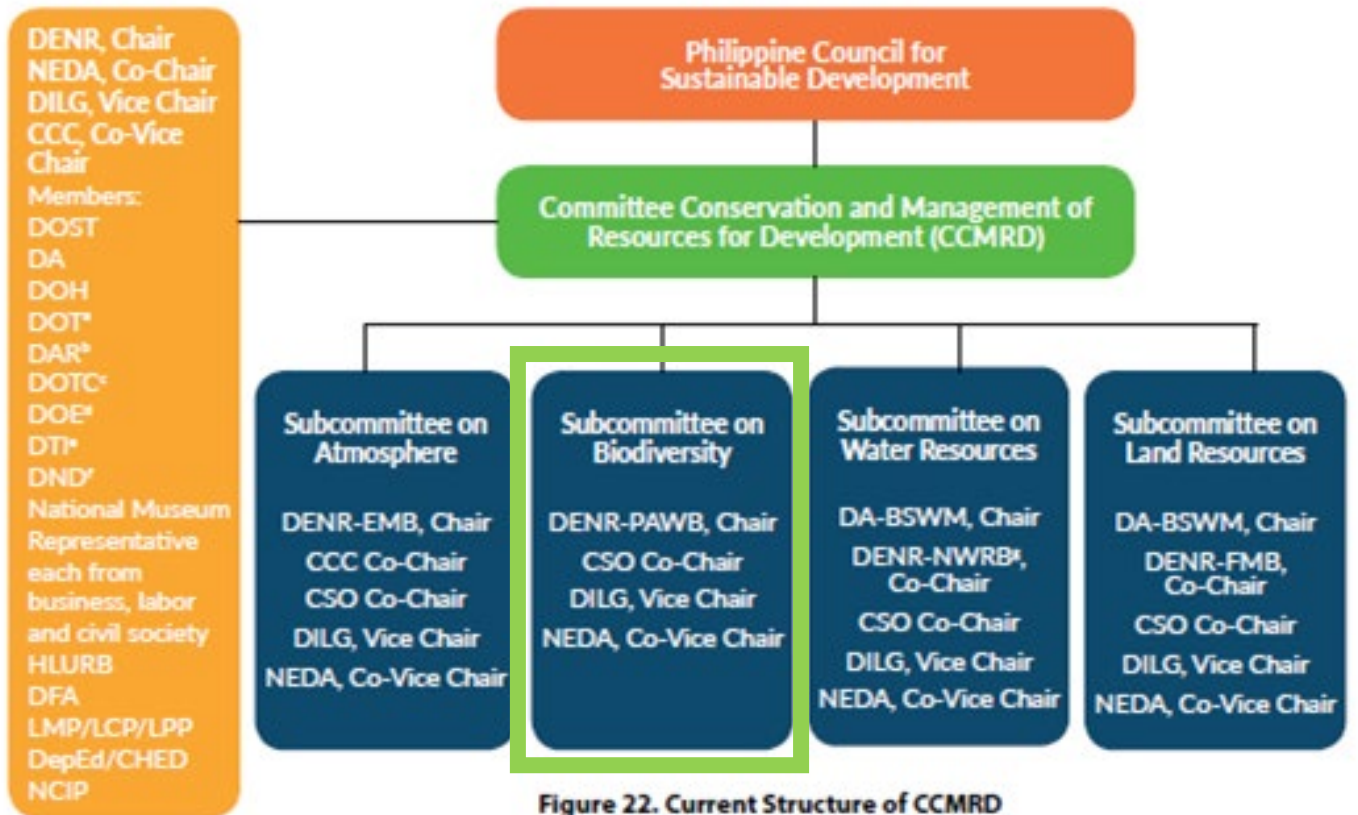 DENR, Chair
NEDA, Co-Chair
DILG, Vice Chair
CCC, Co-Vice
Chair
Members:
DOST
DA
DOH
DOTᵃ
DARᵇ
DOTCᶜ
DOEᵈ
DTIᵉ
DNDᶠ
National Museum
Representative
each from
business, labor
and civil society
HLURB
DFA
LMP/LCP/LPP
DepEd/CHED
NCIP
Philippine Council for
Sustainable Development
Committee Conservation and Management of
Resources for Development (CCMRD)
Subcommittee on
Atmosphere
DENR-EMB, Chair
CCC Co-Chair
CSO Co-Chair
DILG, Vice Chair
NEDA, Co-Vice Chair
Subcommittee on
Biodiversity
DENR-PAWB, Chair
CSO Co-Chair
DILG, Vice Chair
NEDA, Co-Vice Chair
Subcommittee on
Water Resources
DA-BSWM, Chair
DENR-NWRBᵍ,
Co-Chair
CSO Co-Chair
DILG, Vice Chair
NEDA, Co-Vice Chair
Subcommittee on
Land Resources
DA-BSWM, Chair
DENR-FMB,
Co-Chair
CSO Co-Chair
DILG, Vice Chair
NEDA, Co-Vice Chair
Figure 22. Current Structure of CCMRD